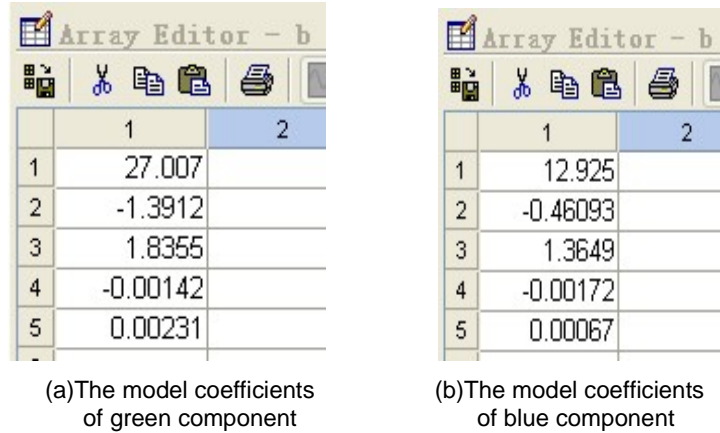 Array Editor - b
1 2
1 27.007
2 -1.3912
3 1.8355
4 -0.00142
5 0.00231
(a)The model coefficients
of green component
Array Editor - b
1 2
1 12.925
2 -0.46093
3 1.3649
4 -0.00172
5 0.00067
(b)The model coefficients
of blue component